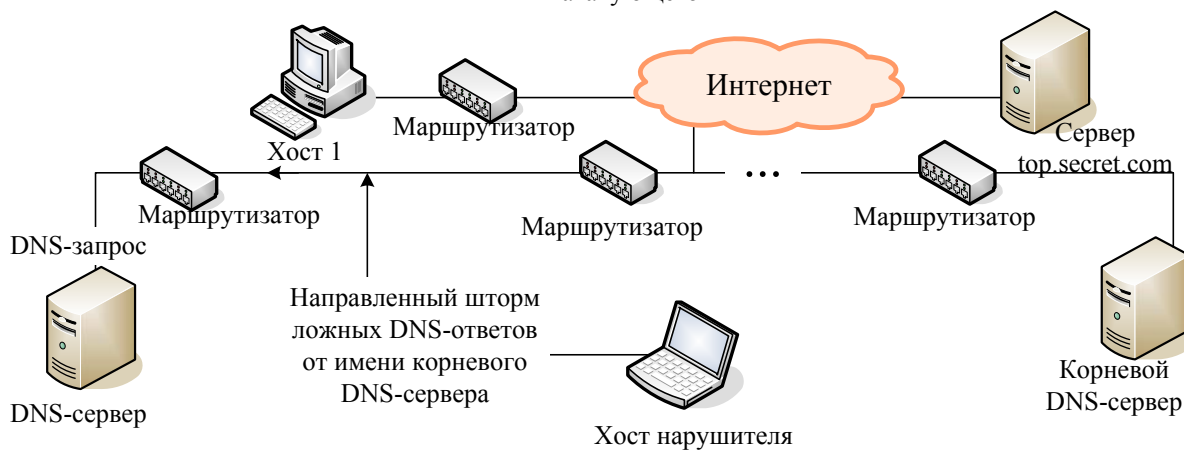 Интернет
Маршрутизатор
Хост 1
Сервер
top.secret.com
Маршрутизатор
Маршрутизатор
...
Маршрутизатор
DNS-запрос
Направленный шторм
ложных DNS-ответов
от имени корневого
DNS-сервера
DNS-сервер
Хост нарушителя
Корневой
DNS-сервер